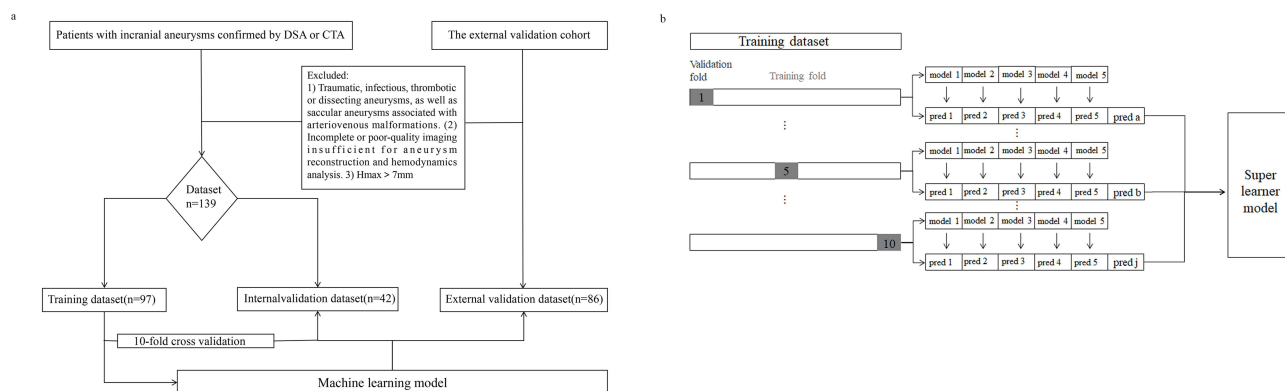 a
Patients with incranial aneurysms confirmed by DSA or CTA
The external validation cohort
Excluded:
1) Traumatic, infectious, thrombotic
or dissecting aneurysms, as well as
saccular aneurysms associated with
arteriovenous malformations. (2)
Incomplete or poor-quality imaging
insufficient for aneurysm
reconstruction and hemodynamics
analysis. 3) Hmax > 7mm
Dataset
n=139
Training dataset(n=97)
Internalvalidation dataset(n=42)
External validation dataset(n=86)
10-fold cross validation
Machine learning model
b
Training dataset
Validation
fold
Training fold
1
model 1 model 2 model 3 model 4 model 5
pred 1 pred 2 pred 3 pred 4 pred 5 pred a
5
model 1 model 2 model 3 model 4 model 5
pred 1 pred 2 pred 3 pred 4 pred 5 pred b
10
model 1 model 2 model 3 model 4 model 5
pred 1 pred 2 pred 3 pred 4 pred 5 pred j
Super
learner
model